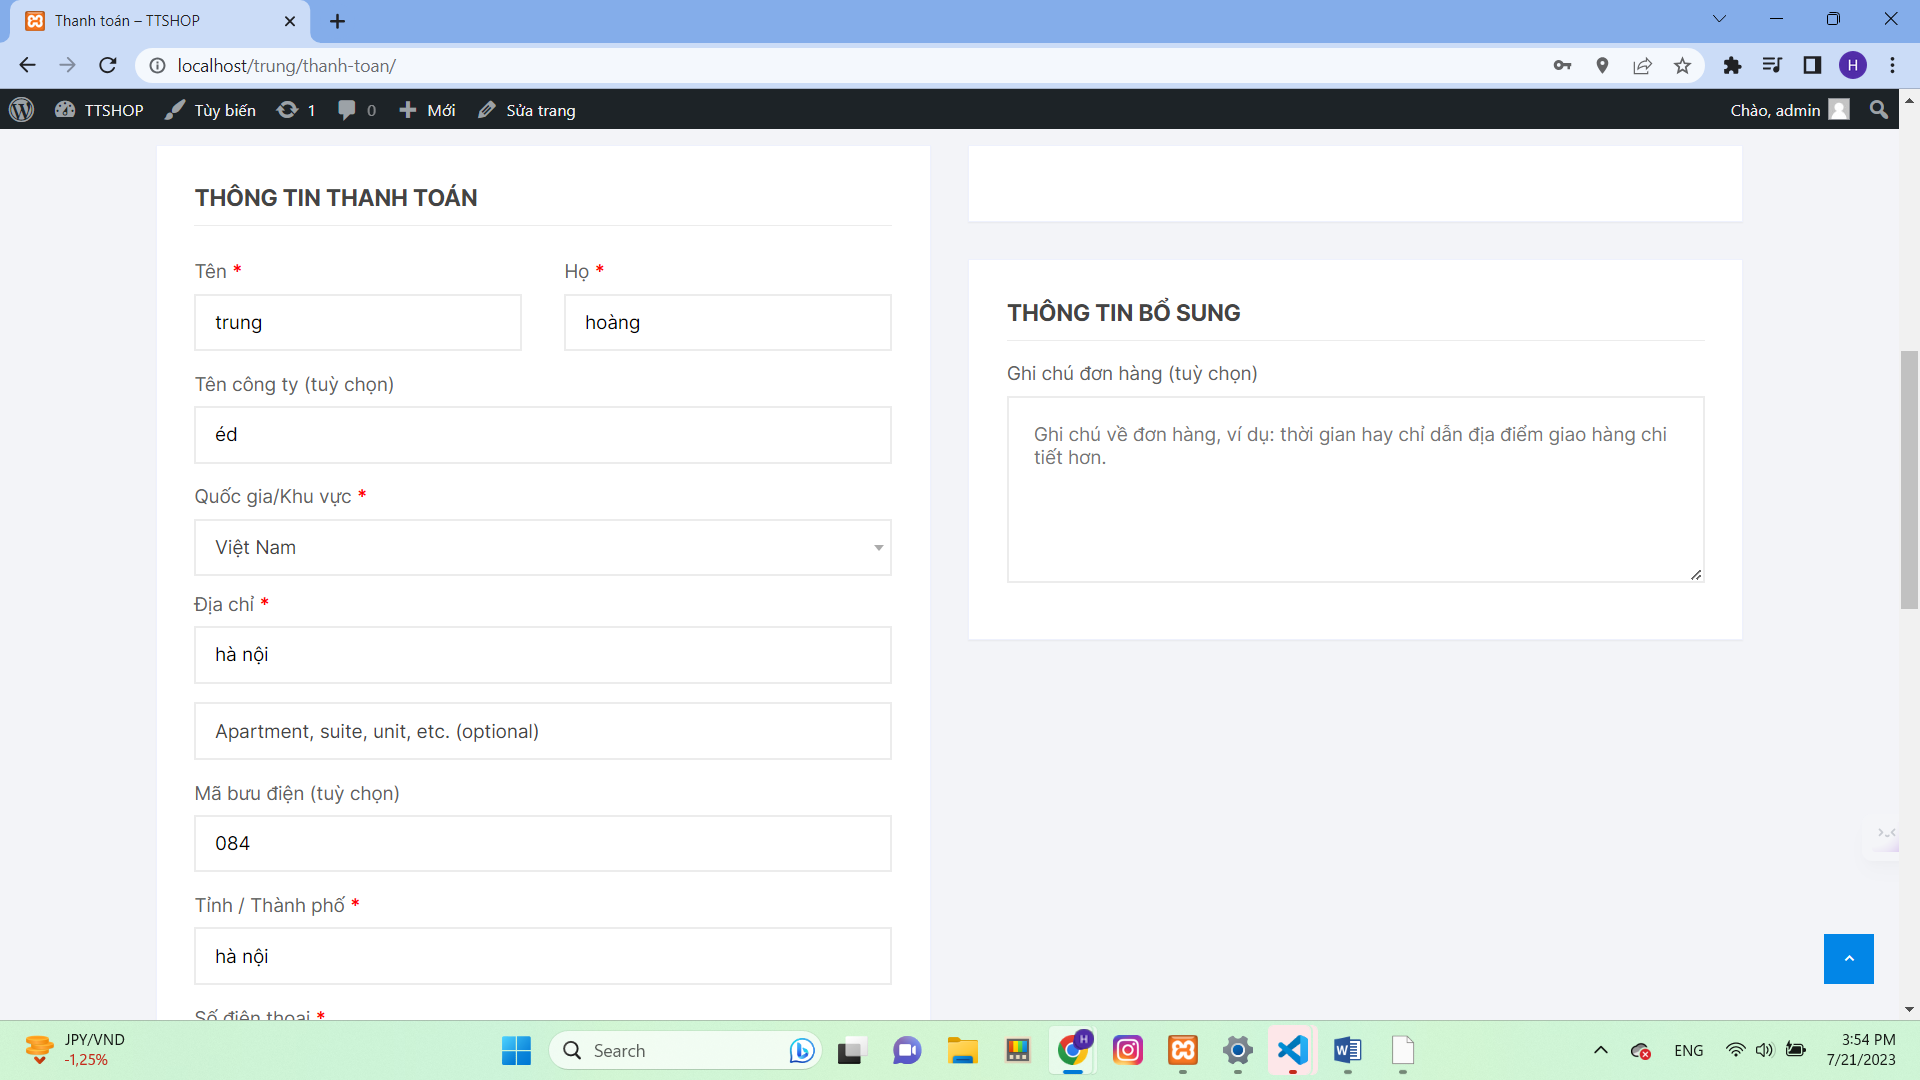 Thanh toán – TTSHOP
localhost/trung/thanh-toan/
H
TTSHOP
Tùy biến
1
0
Mới
Sửa trang
Chào, admin
THÔNG TIN THANH TOÁN
Tên *
Họ *
trung
hoàng
Tên công ty (tuỳ chọn)
éd
Quốc gia/Khu vực *
Việt Nam
Địa chỉ *
hà nội
Apartment, suite, unit, etc. (optional)
Mã bưu điện (tuỳ chọn)
084
Tỉnh / Thành phố *
hà nội
Số điện thoại *
THÔNG TIN BỔ SUNG
Ghi chú đơn hàng (tuỳ chọn)
Ghi chú về đơn hàng, ví dụ: thời gian hay chỉ dẫn địa điểm giao hàng chi
tiết hơn.
JPY/VND
-1,25%
Search
H
ENG
3:54 PM
7/21/2023